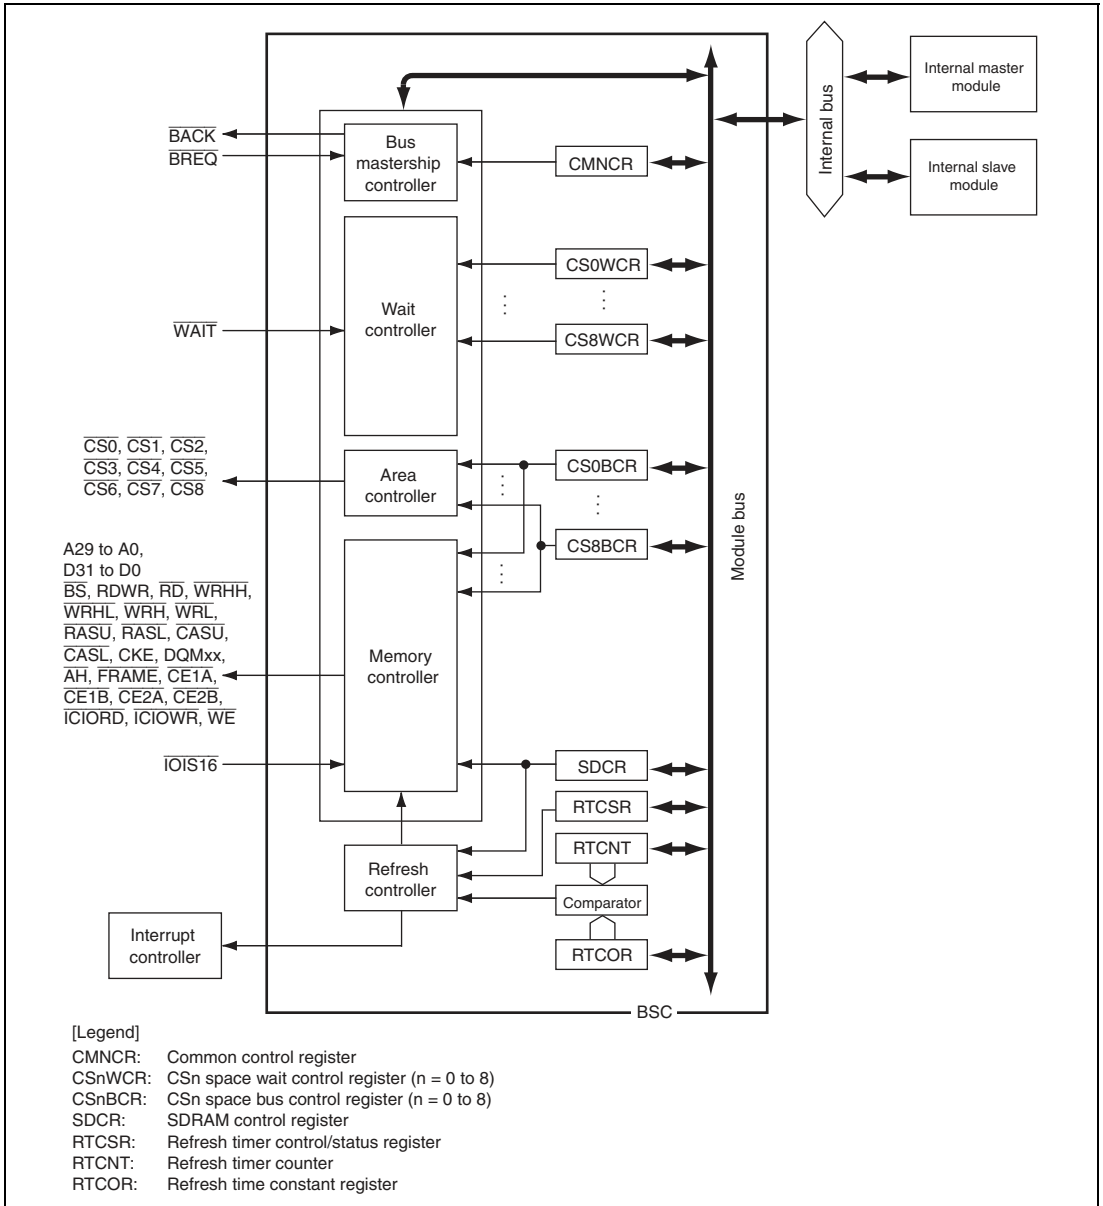 Internal master
module
Internal bus
Internal slave
module
BACK
BREQ
Bus
mastership
controller
CMNCR
CS0WCR
Wait
controller
WAIT
CS8WCR
CS0, CS1, CS2,
CS3, CS4, CS5,
CS6, CS7, CS8
Area
controller
CS0BCR
CS8BCR
Module bus
A29 to A0,
D31 to D0
BS, RDWR, RD, WRHH,
WRHL, WRH, WRL,
RASU, RASL, CASU,
CASL, CKE, DQMxx,
AH, FRAME, CE1A,
CE1B, CE2A, CE2B,
ICIORD, ICIOWR, WE
Memory
controller
IOIS16
SDCR
RTCSR
RTCNT
Refresh
controller
Comparator
RTCOR
Interrupt
controller
BSC
[Legend]
CMNCR: Common control register
CSnWCR: CSn space wait control register (n = 0 to 8)
CSnBCR: CSn space bus control register (n = 0 to 8)
SDCR: SDRAM control register
RTCSR: Refresh timer control/status register
RTCNT: Refresh timer counter
RTCOR: Refresh time constant register